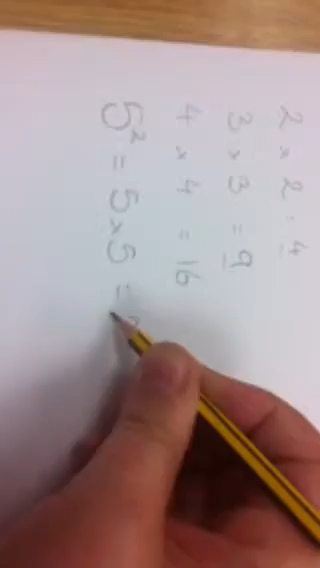 2 × 2 = 4
3 × 3 = 9
4 × 4 = 16
5² = 5×5 =